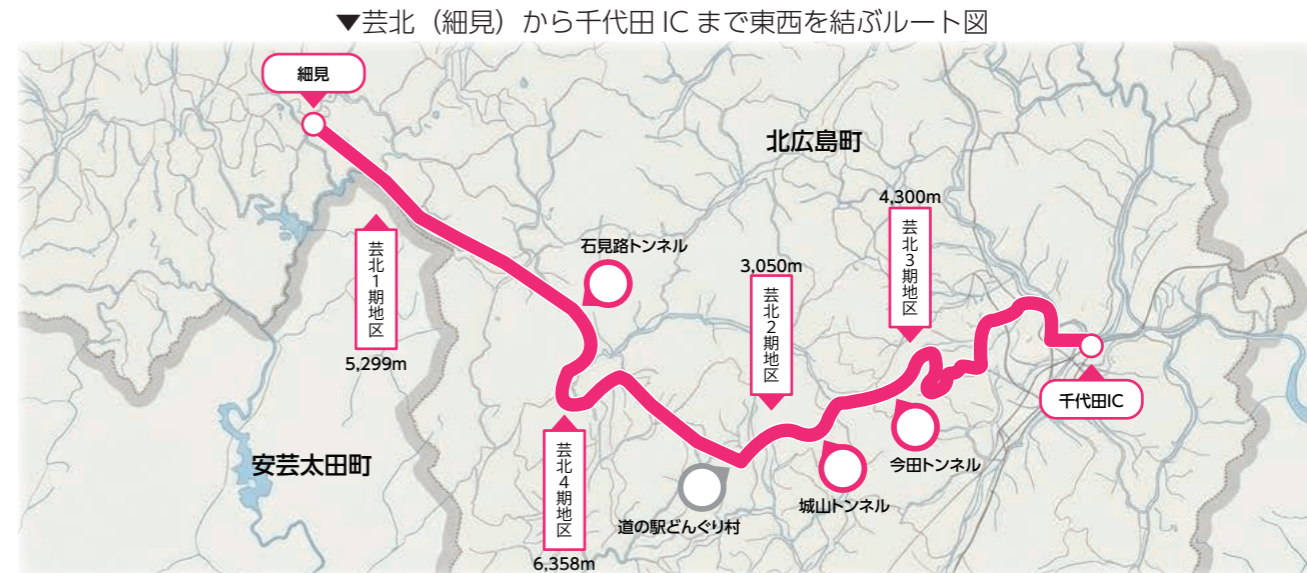 ▼芸北（細見）から千代田 IC まで東西を結ぶルート図
細見
北広島町
4,300m
芸北3期地区
石見路トンネル
3,050m
芸北2期地区
芸北1期地区
5,299m
千代田IC
芸北4期地区
6,358m
安芸太田町
今田トンネル
城山トンネル
道の駅どんぐり村